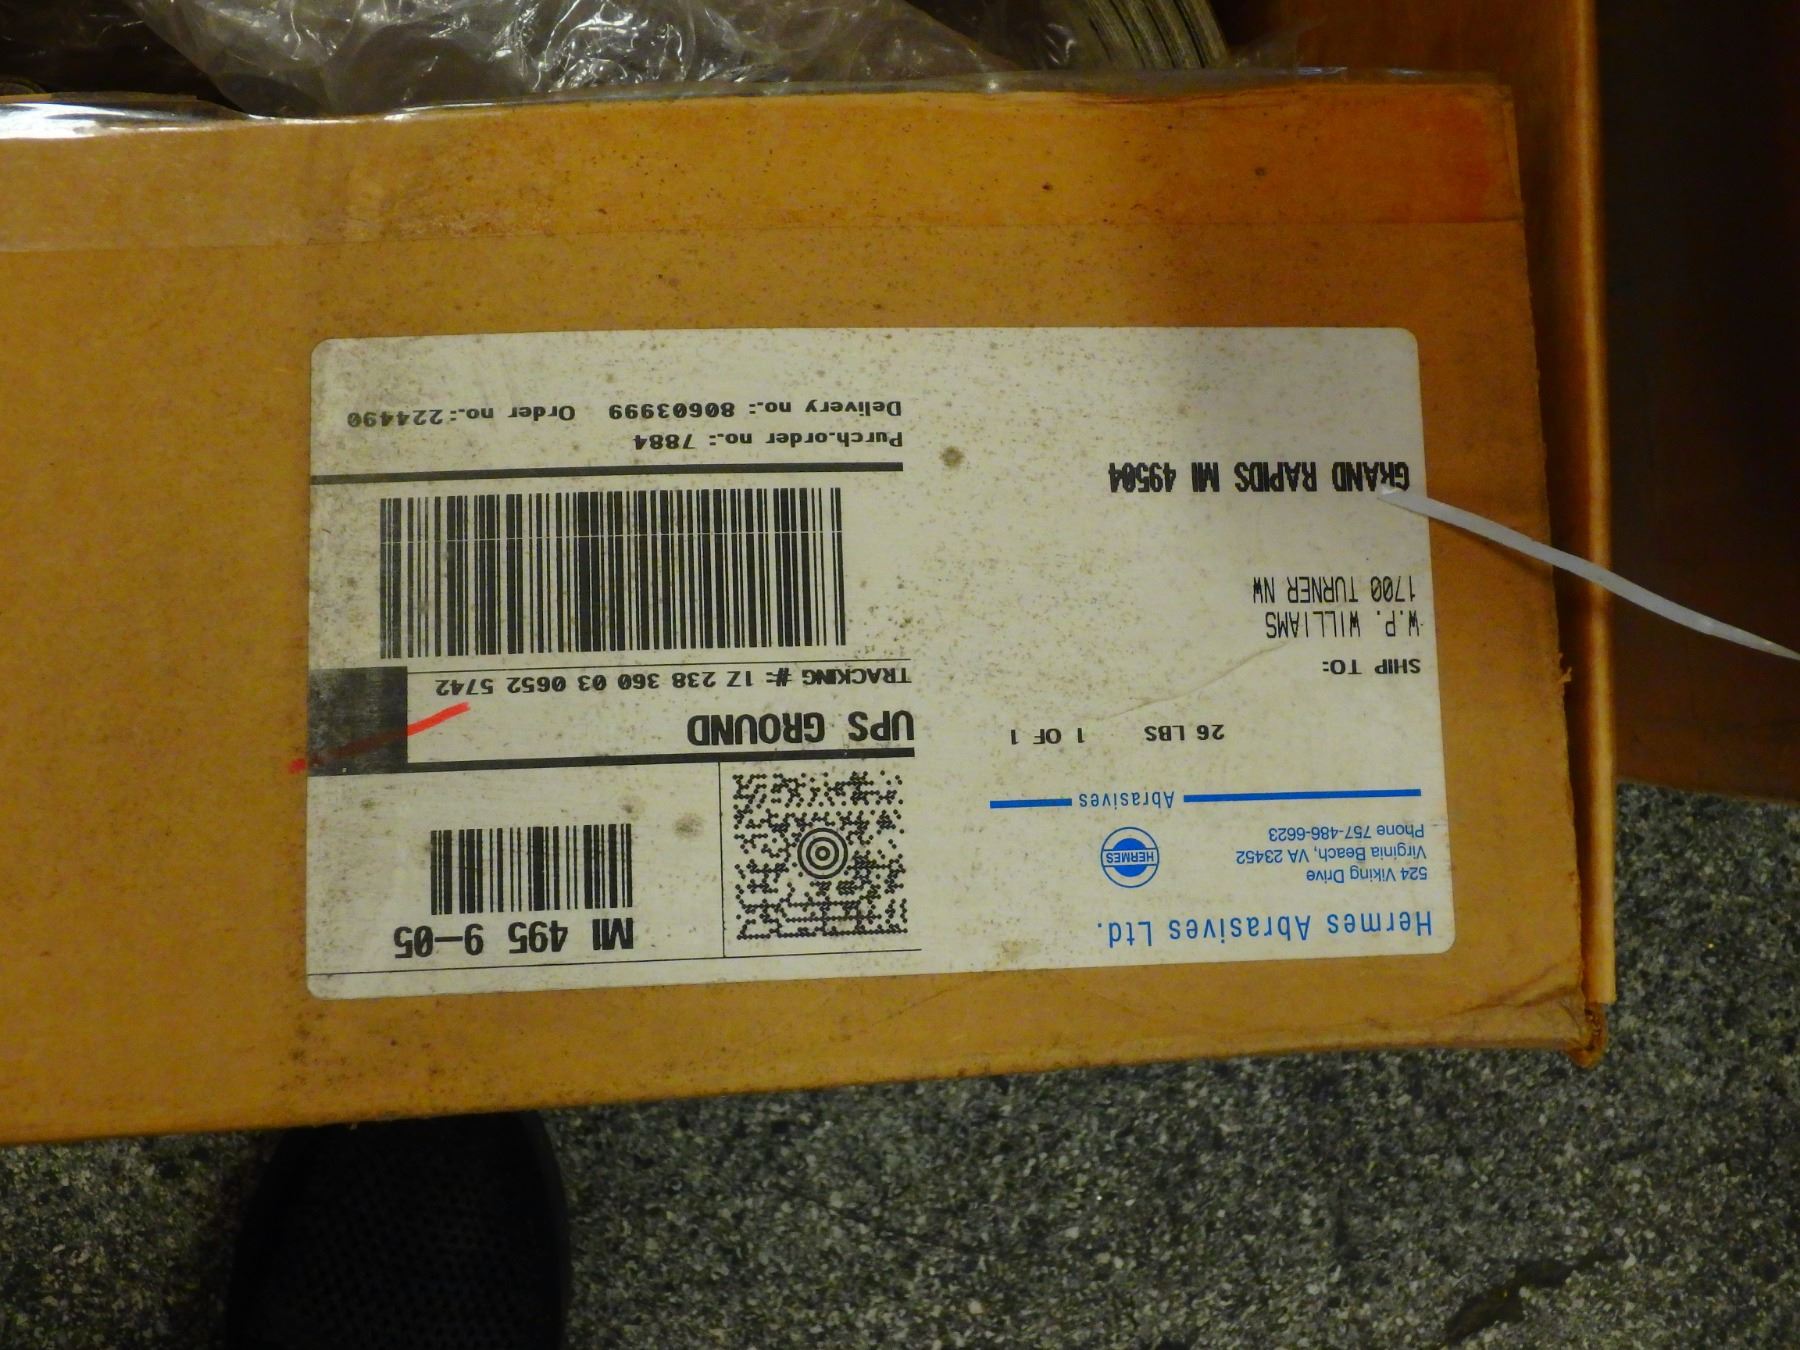 Hermes Abrasives Ltd.
524 Viking Drive
Virginia Beach, VA 23452
Phone 757-486-6623
HERMES
Abrasives
26 LBS 1 OF 1
SHIP TO:
W.P. WILLIAMS
1700 TURNER NW
GRAND RAPIDS MI 49504
MI 495 9-05
UPS GROUND
TRACKING #: 1Z 238 360 03 0652 5742
Purch.order no.: 7884
Delivery no.: 80603999 Order no.: 224490